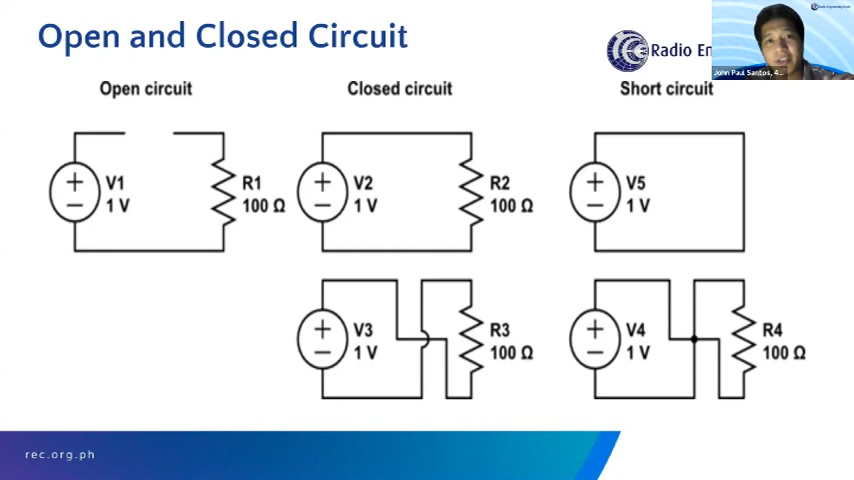 Open and Closed Circuit
Radio En
John Paul Santos, 4...
Open circuit
Closed circuit
Short circuit
+
V1
1 V
−
R1
100 Ω
+
V2
1 V
−
R2
100 Ω
+
V5
1 V
−
+
V3
1 V
−
R3
100 Ω
+
V4
1 V
−
R4
100 Ω
rec.org.ph